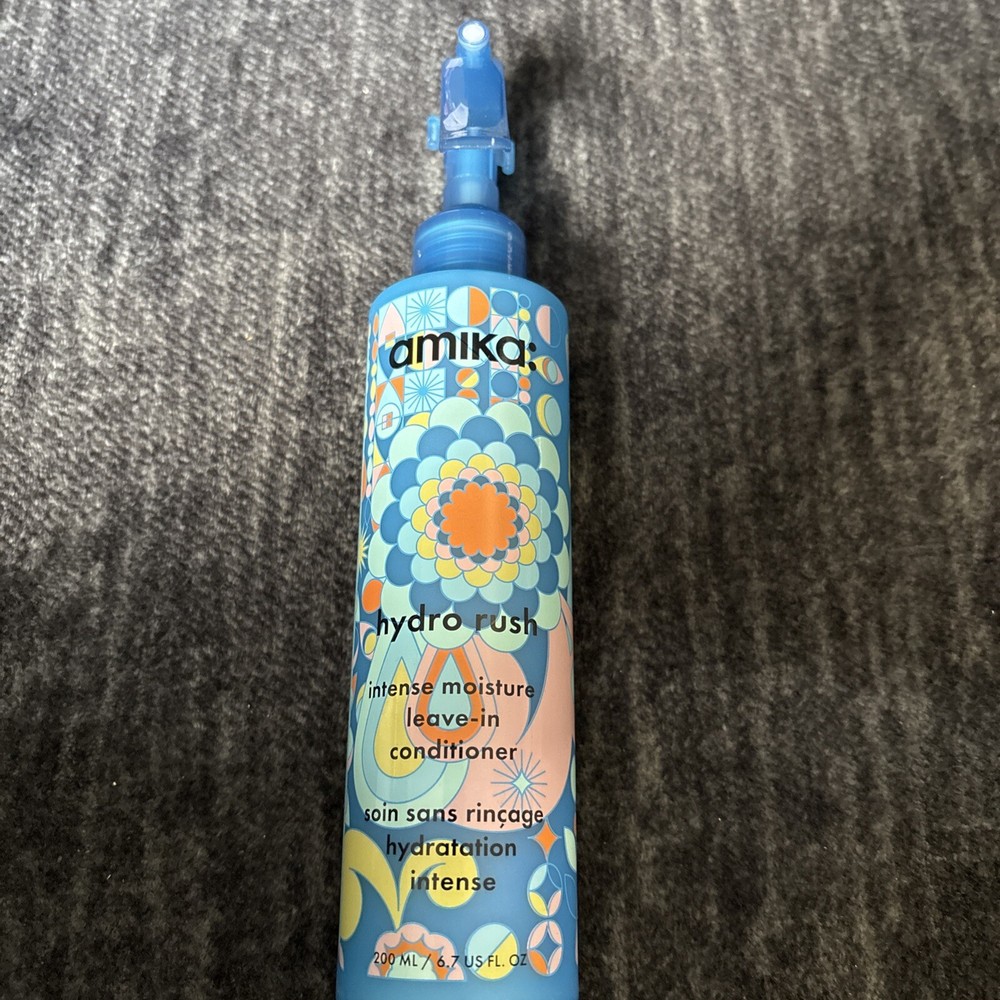 amika:
hydro rush
intense moisture
leave-in
conditioner
soin sans rinçage
hydratation
intense
200 ML / 6.7 US FL. OZ